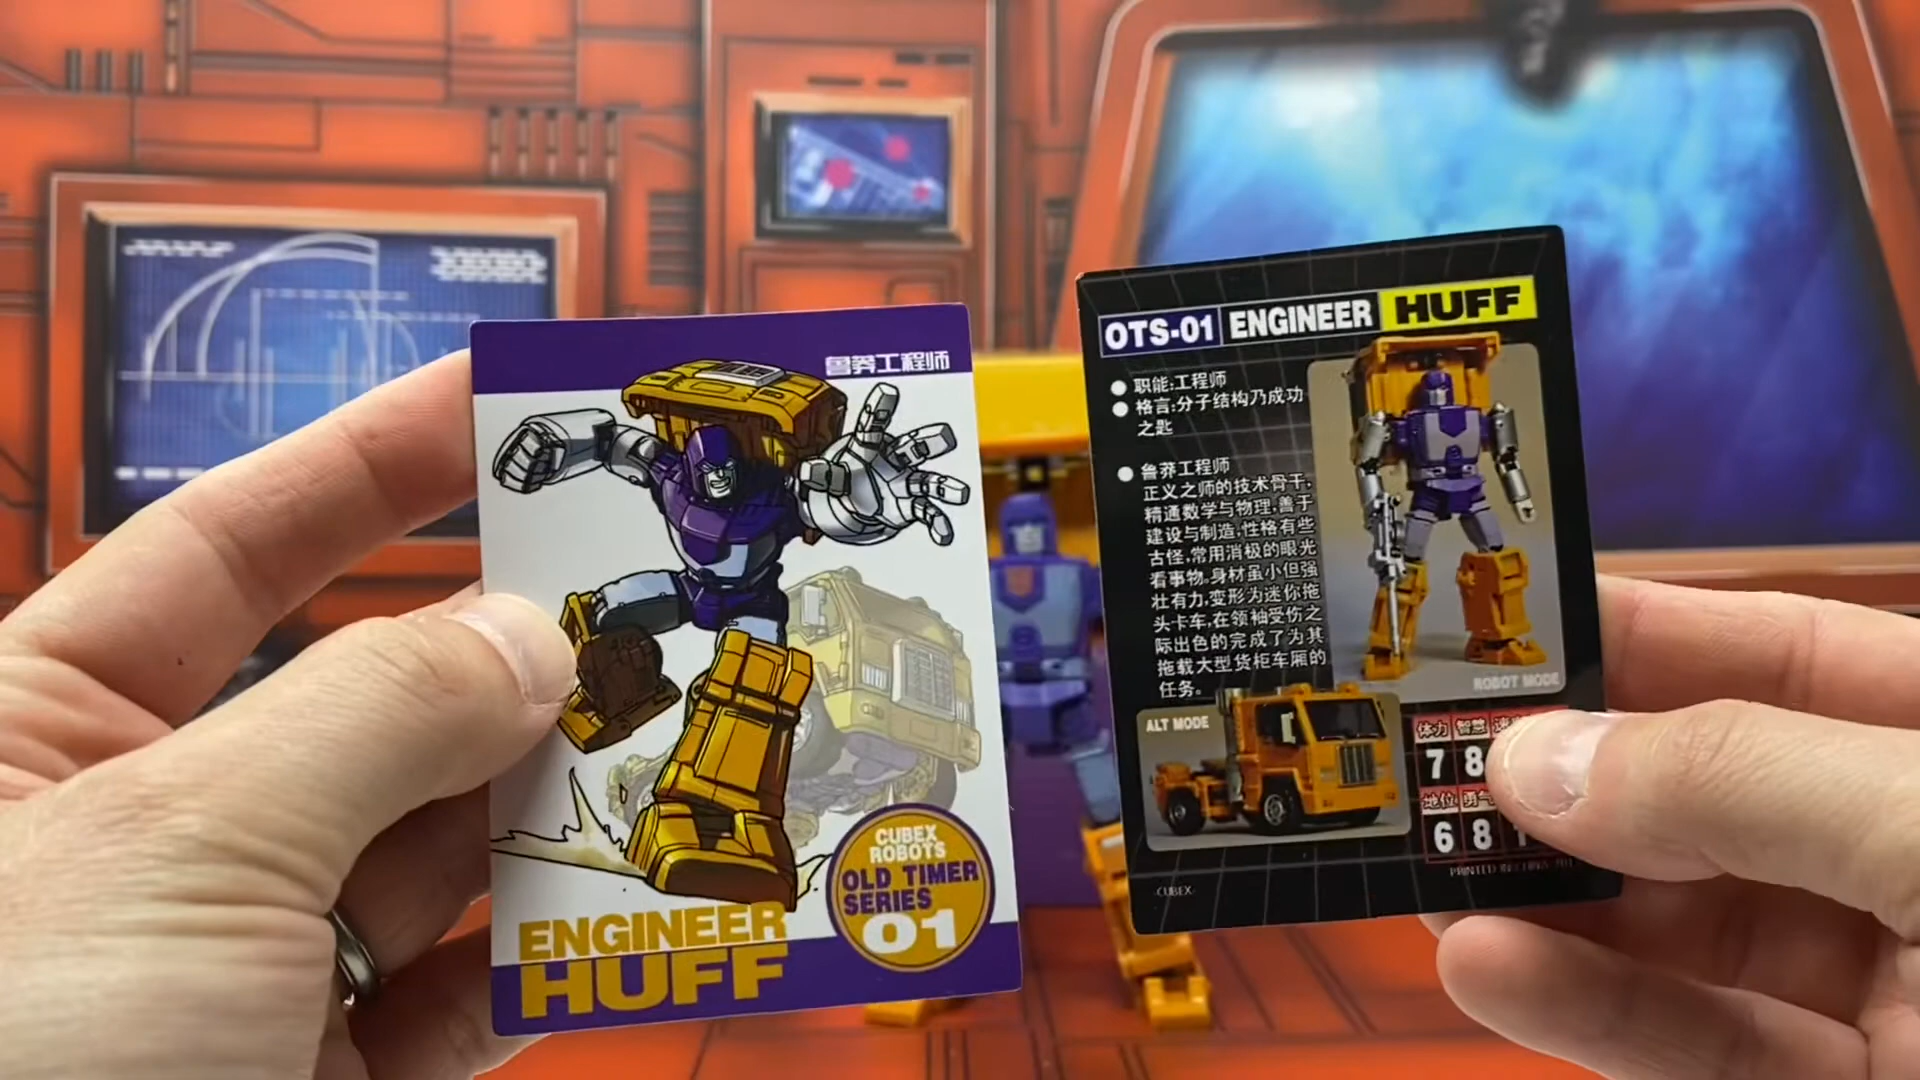 鲁莽工程师
CUBEX
ROBOTS
OLD TIMER
SERIES
01
ENGINEER
HUFF
OTS-01 ENGINEER HUFF
职能:工程师
格言:分子结构乃成功
之匙
鲁莽工程师
正义之师的技术骨干,
精通数学与物理,善于
建设与制造,性格有些
古怪,常用消极的眼光
看事物。身材虽小但强
壮有力,变形为迷你拖
头卡车,在领袖受伤之
际出色的完成了为其
拖载大型货柜车厢的
任务。
ROBOT MODE
ALT MODE
体力 智慧
7 8
地位 勇气
6 8
PRINTED IN
CUBEX